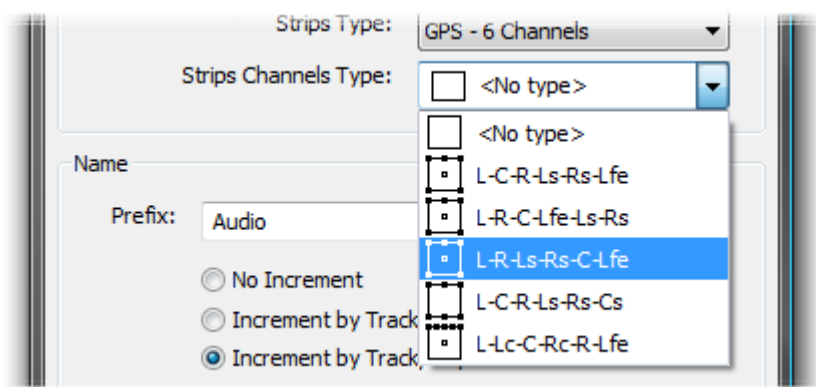 Strips Type: GPS - 6 Channels
Strips Channels Type: <No type>
<No type>
L-C-R-Ls-Rs-Lfe
L-R-C-Lfe-Ls-Rs
L-R-Ls-Rs-C-Lfe
L-C-R-Ls-Rs-Cs
L-Lc-C-Rc-R-Lfe
Name
Prefix: Audio
No Increment
Increment by Track
Increment by Track,